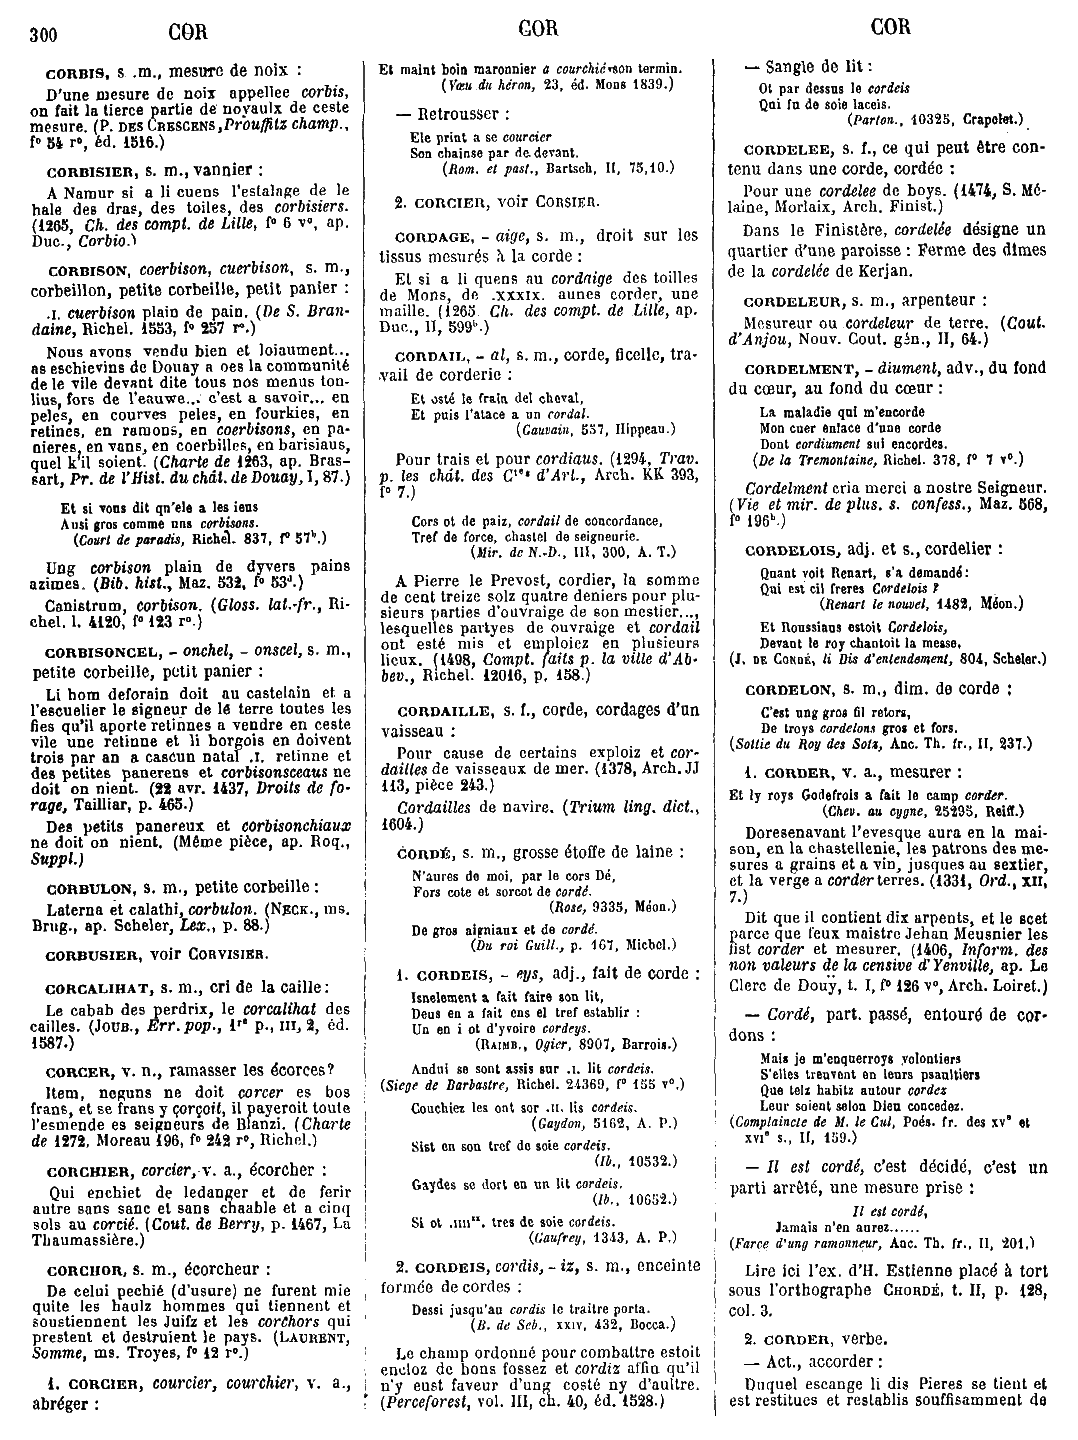 300 COR
COR
COR
CORBIS, s .m., mesure de noix :
D'une mesure de noix appellee corbis,
on fait la tierce partie de noyaulx de ceste
mesure. (P. DES CRESCENS, Prouffitz champ.,
f° 54 r°, éd. 1516.)
CORBISIER, s. m., vannier :
A Namur si a li cuens l'estalage de le
hale des dras, des toiles, des corbisiers.
(1265, Ch. des compt. de Lille, f° 6 v°, ap.
Duc., Corbio.)
CORBISON, coerbison, cuerbison, s. m.,
corbeillon, petite corbeille, petit panier :
.I. cuerbison plain de pain. (De S. Bran-
daine, Richel. 1553, f° 257 r°.)
Nous avons vendu bien et loiaument...
as eschievins de Douay a oes la communité
de le vile devant dite tous nos menus ton-
lius, fors de l'eauwe... c'est a savoir... en
peles, en courves peles, en fourkies, en
retines, en ramons, en coerbisons, en pa-
nieres, en vans, en coerbilles, en barisiaus,
quel k'il soient. (Charte de 1263, ap. Bras-
sart, Pr. de l'Hist. du chât. de Douay, I, 87.)
Et si vons dit qu'ele a les iens
Ausi gros comme uns corbisons.
(Court de paradis, Richel. 837, f° 57b.)
Ung corbison plain de dyvers pains
azimes. (Bib. hist., Maz. 532, f° 53d.)
Canistrum, corbison. (Gloss. lat.-fr., Ri-
chel. l. 4120, f° 123 r°.)
CORBISONCEL, - onchel, - onscel, s. m.,
petite corbeille, petit panier :
Li hom deforain doit au castelain et a
l'escuelier le signeur de le terre toutes les
fies qu'il aporte retinnes a vendre en ceste
vile une retinne et li borgois en doivent
trois par an a cascun natal .I. retinne et
des petites panerens et corbisonsceaus ne
doit on nient. (22 avr. 1437, Droits de fo-
rage, Tailliar, p. 465.)
Des petits panereux et corbisonchiaux
ne doit on nient. (Même pièce, ap. Roq.,
Suppl.)
CORBULON, s. m., petite corbeille :
Laterna et calathi, corbulon. (NECK., ms.
Brug., ap. Scheler, Lex., p. 88.)
CORBUSIER, voir CORVISIER.
CORCALIHAT, s. m., cri de la caille:
Le cabab des perdrix, le corcalihat des
cailles. (JOUB., Err. pop., 1re p., III, 2, éd.
1587.)
CORCER, v. n., ramasser les écorces?
Item, neguns ne doit corcer es bos
frans, et se frans y çorçoit, il payeroit toute
l'esmende es seigneurs de Blanzi. (Charte
de 1272, Moreau 196, f° 242 r°, Richel.)
CORCHIER, corcier, v. a., écorcher :
Qui enchiet de ledanger et de ferir
autre sans sanc et sans chaable et a cinq
sols au corcié. (Cout. de Berry, p. 1467, La
Thaumassière.)
CORCHOR, s. m., écorcheur :
De celui pechié (d'usure) ne furent mie
quite les haulz hommes qui tiennent et
soustiennent les Juifz et les corchors qui
prestent et destruient le pays. (LAURENT,
Somme, ms. Troyes, f° 12 r°.)
1. CORCIER, courcier, courchier, v. a.,
abréger :
Et maint boin maronnier a courchié son termin.
(Vœu du héron, 23, éd. Mons 1839.)
— Retrousser :
Ele print a se courcier
Son chainse par de devant.
(Rom. et past., Bartsch, II, 75,10.)
2. CORCIER, voir CORSIER.
CORDAGE, - aige, s. m., droit sur les
tissus mesurés à la corde :
Et si a li quens au cordaige des toilles
de Mons, de .XXXIX. aunes corder, une
maille. (1265. Ch. des compt. de Lille, ap.
Duc., II, 599b.)
CORDAIL, - al, s. m., corde, ficelle, tra-
vail de corderie :
Et osté le frain del cheval,
Et puis l'atace a un cordal.
(Gauvain, 537, Hippeau.)
Pour trais et pour cordiaus. (1294, Trav.
p. les chât. des Ctes d'Art., Arch. KK 393,
f° 7.)
Cors ot de paiz, cordail de concordance,
Tref de force, chastel de seigneurie.
(Mir. de N.-D., III, 300, A. T.)
A Pierre le Prevost, cordier, la somme
de cent treize solz quatre deniers pour plu-
sieurs parties d'ouvraige de son mestier...,
lesquelles partyes de ouvraige et cordail
ont esté mis et emploiez en plusieurs
lieux. (1498, Compt. faits p. la ville d'Ab-
bev., Richel. 12016, p. 158.)
CORDAILLE, s. f., corde, cordages d'un
vaisseau :
Pour cause de certains exploiz et cor-
dailles de vaisseaux de mer. (1378, Arch. JJ
113, pièce 243.)
Cordailles de navire. (Trium ling. dict.,
1604.)
CORDÉ, s. m., grosse étoffe de laine :
N'aures de moi, par le cors Dé,
Fors cote et sorcot de cordé.
(Rose, 9335, Méon.)
De gros aigniaux et de cordé.
(Du roi Guill., p. 167, Michel.)
1. CORDEIS, - eys, adj., fait de corde :
Isnelement a fait faire son lit,
Deus en a fait ens el tref establir :
Un en i ot d'yvoire cordeys.
(RAIMB., Ogier, 8907, Barrois.)
Andui se sont assis sur .I. lit cordeis.
(Siege de Barbastre, Richel. 24369, f° 155 v°.)
Couchiez les ont sor .II. lis cordeis.
(Gaydon, 5162, A. P.)
Sist en son tref de soie cordeis.
(Ib., 10532.)
Gaydes se dort en un lit cordeis.
(Ib., 10652.)
Si ot .IIIIxx. tres de soie cordeis.
(Gaufrey, 1343, A. P.)
2. CORDEIS, cordis, - iz, s. m., enceinte
formée de cordes :
Dessi jusqu'au cordis le traitre porta.
(B. de Seb., XXIV, 432, Bocca.)
Le champ ordonné pour combattre estoit
encloz de bons fossez et cordiz affin qu'il
n'y eust faveur d'ung costé ny d'aultre.
(Perceforest, vol. III, ch. 40, éd. 1528.)
— Sangle de lit :
Ot par dessus le cordeis
Qui fu de soie laceis.
(Parton., 10325, Crapelet.)
CORDELEE, s. f., ce qui peut être con-
tenu dans une corde, cordée :
Pour une cordelee de boys. (1474, S. Mé-
laine, Morlaix, Arch. Finist.)
Dans le Finistère, cordelée désigne un
quartier d'une paroisse : Ferme des dîmes
de la cordelée de Kerjan.
CORDELEUR, s. m., arpenteur :
Mesureur ou cordeleur de terre. (Cout.
d'Anjou, Nouv. Cout. gén., II, 64.)
CORDELMENT, - diument, adv., du fond
du cœur, au fond du cœur :
La maladie qui m'encorde
Mon cuer enlace d'une corde
Dont cordiument sui encordes.
(De la Tremontaine, Richel. 378, f° 7 v°.)
Cordelment cria merci a nostre Seigneur.
(Vie et mir. de plus. s. confess., Maz. 568,
f° 196b.)
CORDELOIS, adj. et s., cordelier :
Quant voit Renart, s'a demandé:
Qui est cil freres Cordelois ?
(Renart le nouvel, 1482, Méon.)
Et Roussiaus estoit Cordelois,
Devant le roy chantoit la messe,
(J. DE CONDÉ, li Dis d'entendement, 804, Scheler.)
CORDELON, s. m., dim. de corde :
C'est ung gros fil retors,
De troys cordelons gros et fors.
(Sottie du Roy des Sotz, Anc. Th. fr., II, 237.)
1. CORDER, v. a., mesurer :
Et ly roys Godefrois a fait le camp corder.
(Chev. au cygne, 25295, Reiff.)
Doresenavant l'evesque aura en la mai-
son, en la chastellenie, les patrons des me-
sures a grains et a vin, jusques au sextier,
et la verge a corder terres. (1331, Ord., XII,
7.)
Dit que il contient dix arpents, et le scet
parce que feux maistre Jehan Meusnier les
fist corder et mesurer. (1406, Inform. des
non valeurs de la censive d'Yenville, ap. Le
Clerc de Douÿ, t. I, f° 126 v°, Arch. Loiret.)
— Cordé, part. passé, entouré de cor-
dons :
Mais je m'enquerroys volontiers
S'elles treuvent en leurs psaultiers
Que telz habitz autour cordez
Leur soient selon Dieu concedez.
(Complaincte de M. le Cul, Poés. fr. des xve et
xvie s., II, 159.)
— Il est cordé, c'est décidé, c'est un
parti arrêté, une mesure prise :
Il est cordé,
Jamais n'en aurez......
(Farce d'ung ramonneur, Anc. Th. fr., II, 201,)
Lire ici l'ex. d'H. Estienne placé à tort
sous l'orthographe CHORDÉ, t. II, p. 128,
col. 3.
2. CORDER, verbe.
— Act., accorder :
Duquel escange li dis Pieres se tient et
est restitues et restablis souffisamment de